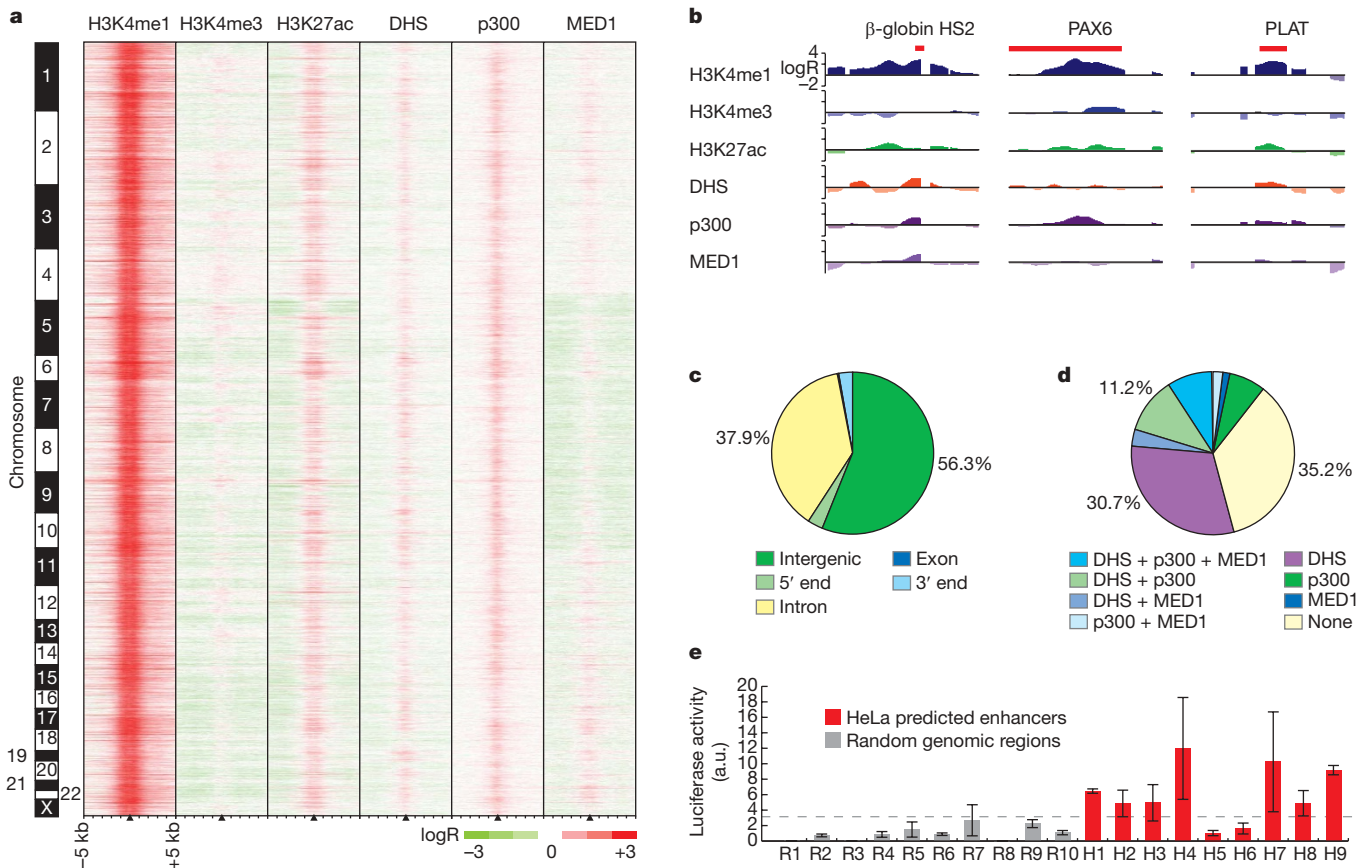 a
H3K4me1 H3K4me3 H3K27ac DHS p300 MED1
Chromosome
1
2
3
4
5
6
7
8
9
10
11
12
13
14
15
16
17
18
19
20
21
22
X
−5 kb
+5 kb
logR
−3 0 +3
b
β-globin HS2 PAX6 PLAT
4
logR
−2
H3K4me1
H3K4me3
H3K27ac
DHS
p300
MED1
c
37.9%
56.3%
Intergenic
5′ end
Intron
Exon
3′ end
d
11.2%
30.7%
35.2%
DHS + p300 + MED1
DHS + p300
DHS + MED1
p300 + MED1
DHS
p300
MED1
None
e
Luciferase activity
(a.u.)
20
18
16
14
12
10
8
6
4
2
0
HeLa predicted enhancers
Random genomic regions
R1 R2 R3 R4 R5 R6 R7 R8 R9 R10 H1 H2 H3 H4 H5 H6 H7 H8 H9